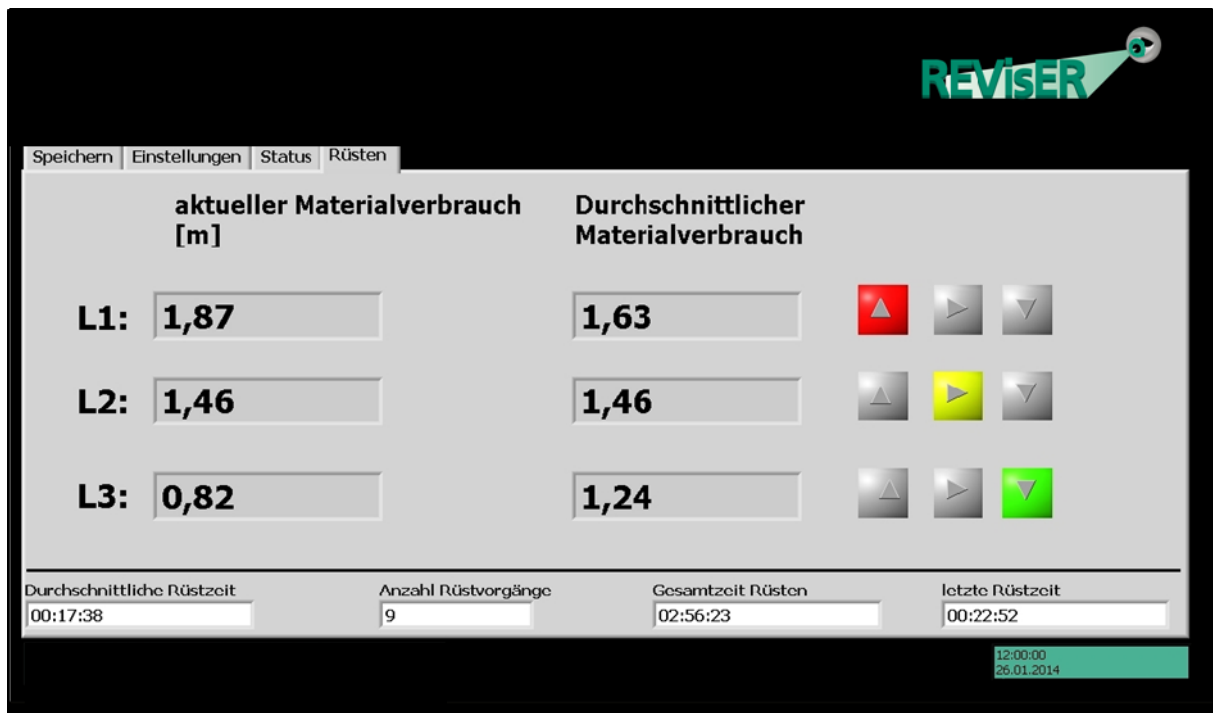 REVisER
Speichern Einstellungen Status Rüsten
aktueller Materialverbrauch
[m]
Durchschnittlicher
Materialverbrauch
L1: 1,87 1,63
L2: 1,46 1,46
L3: 0,82 1,24
Durchschnittliche Rüstzeit Anzahl Rüstvorgänge Gesamtzeit Rüsten letzte Rüstzeit
00:17:38 9 02:56:23 00:22:52
12:00:00
26.01.2014